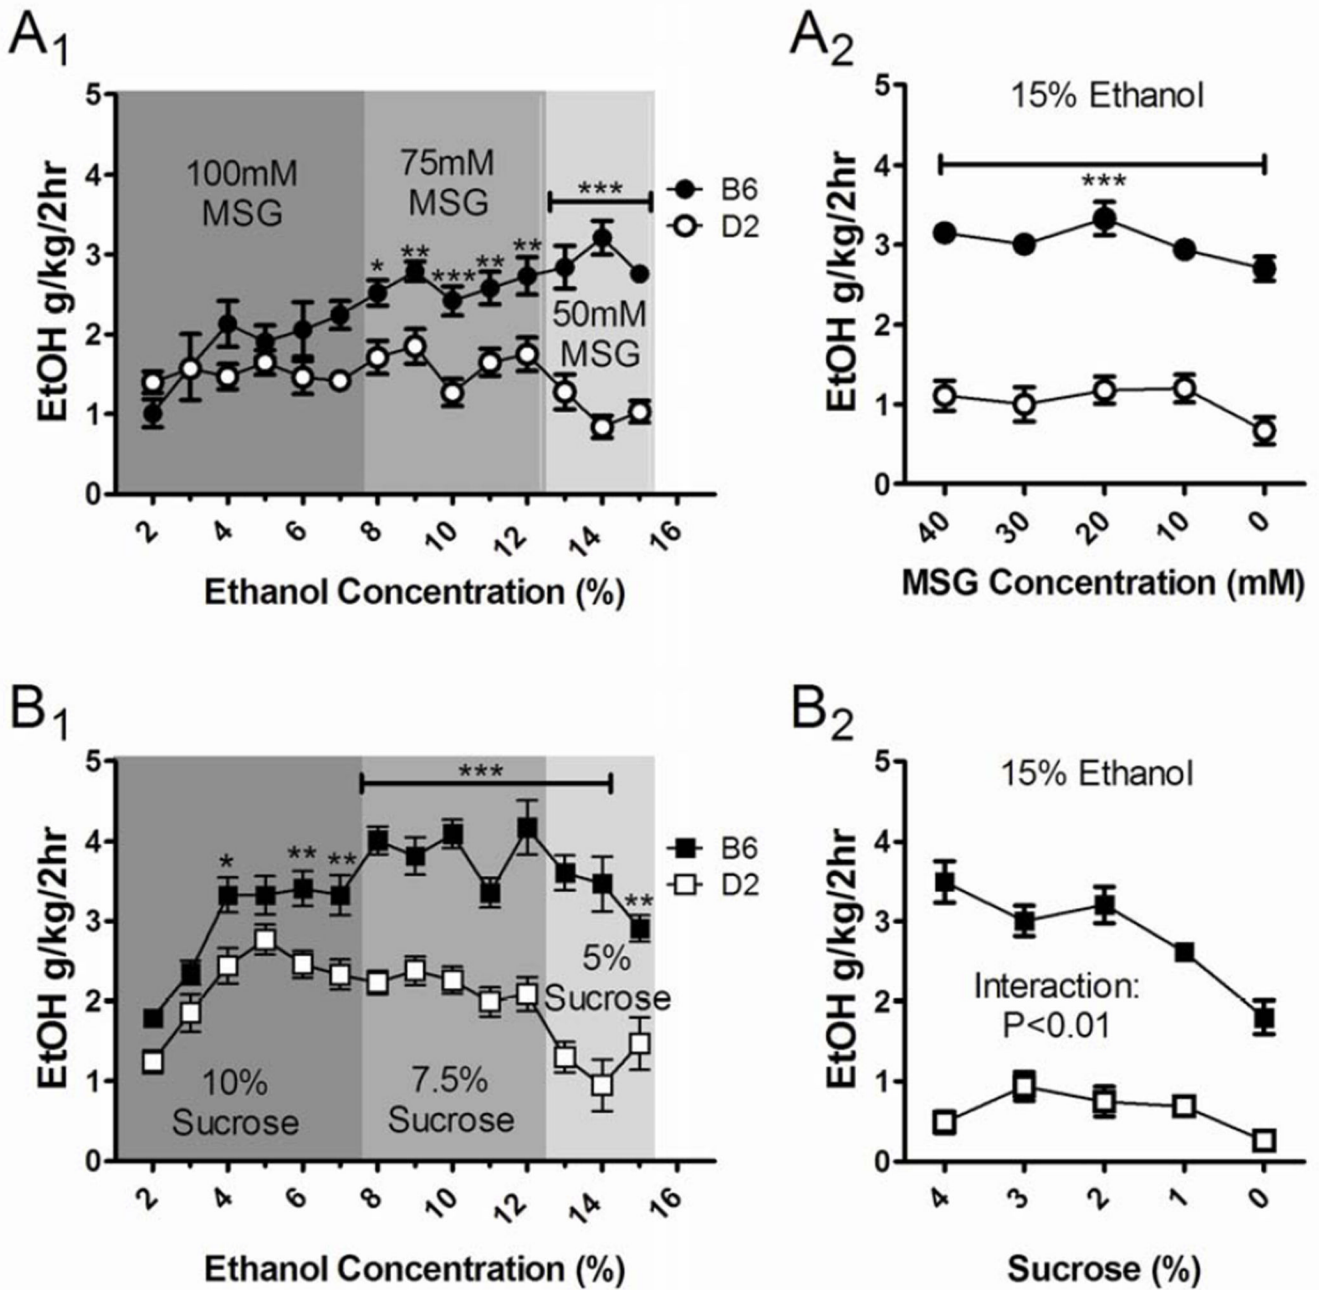 A1
5
4
3
2
1
0
EtOH g/kg/2hr
100mM
MSG
75mM
MSG
50mM
MSG
*
**
***
**
**
***
B6
D2
2
4
6
8
10
12
14
16
Ethanol Concentration (%)
A2
5
4
3
2
1
0
EtOH g/kg/2hr
15% Ethanol
***
40
30
20
10
0
MSG Concentration (mM)
B1
5
4
3
2
1
0
EtOH g/kg/2hr
*
**
**
***
**
10%
Sucrose
7.5%
Sucrose
5%
Sucrose
B6
D2
2
4
6
8
10
12
14
16
Ethanol Concentration (%)
B2
5
4
3
2
1
0
EtOH g/kg/2hr
15% Ethanol
Interaction:
P<0.01
4
3
2
1
0
Sucrose (%)